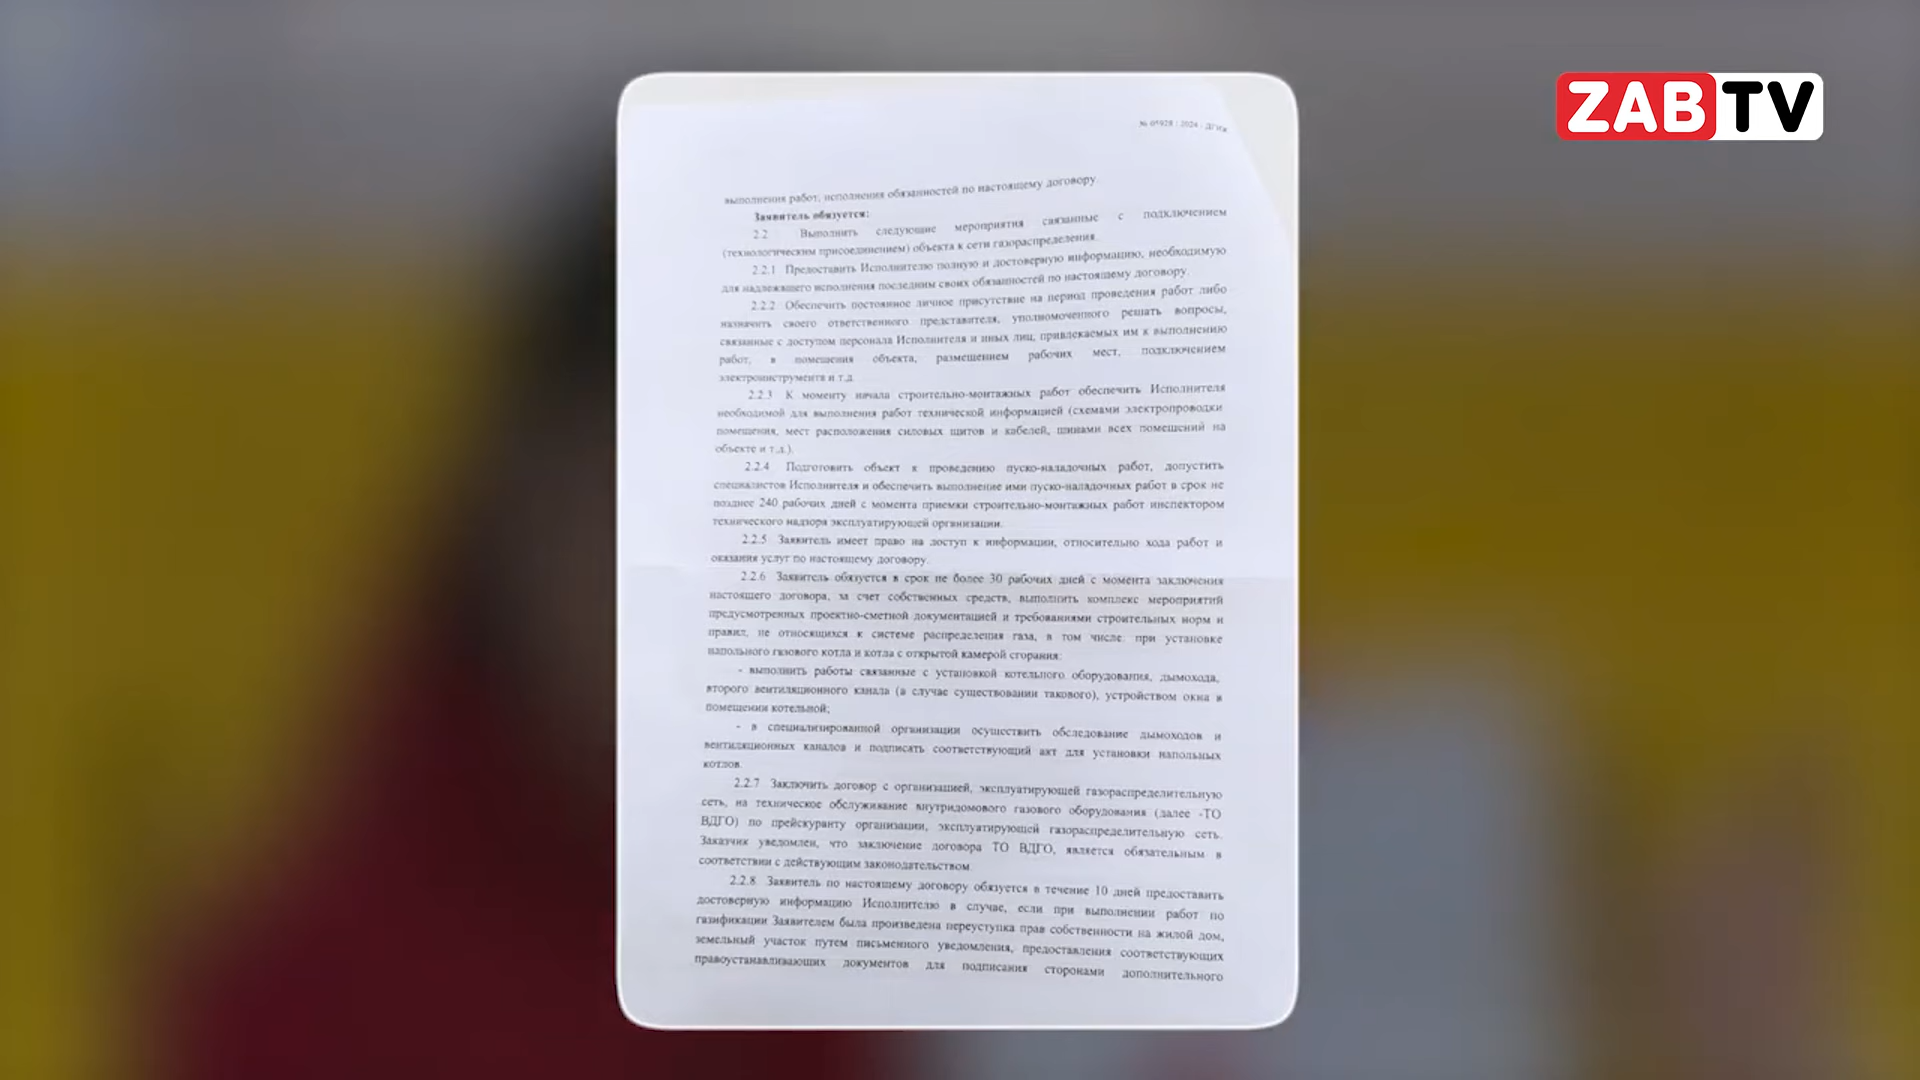 ZABTV
№ 01928 / 2024 - ДГИЖ
выполнения работ, исполнения обязанностей по настоящему договору.
Заявитель обязуется:
2.2 Выполнить следующие мероприятия связанные с подключением
(технологическим присоединением) объекта к сети газораспределения.
2.2.1 Предоставить Исполнителю полную и достоверную информацию, необходимую
для надлежащего исполнения последним своих обязанностей по настоящему договору.
2.2.2 Обеспечить постоянное личное присутствие на период проведения работ либо
назначить своего ответственного представителя, уполномоченного решать вопросы,
связанные с доступом персонала Исполнителя и иных лиц, привлекаемых им к выполнению
работ, в помещения объекта, размещением рабочих мест, подключением
электроинструмента и т.д.
2.2.3 К моменту начала строительно-монтажных работ обеспечить Исполнителя
необходимой для выполнения работ технической информацией (схемами электропроводки
помещения, мест расположения силовых щитов и кабелей, шинами всех помещений на
объекте и т.д.).
2.2.4 Подготовить объект к проведению пуско-наладочных работ, допустить
специалистов Исполнителя и обеспечить выполнение ими пуско-наладочных работ в срок не
позднее 240 рабочих дней с момента приемки строительно-монтажных работ инспектором
технического надзора эксплуатирующей организации.
2.2.5 Заявитель имеет право на доступ к информации, относительно хода работ и
оказания услуг по настоящему договору.
2.2.6 Заявитель обязуется в срок не более 30 рабочих дней с момента заключения
настоящего договора, за счет собственных средств, выполнить комплекс мероприятий
предусмотренных проектно-сметной документацией и требованиями строительных норм и
правил, не относящихся к системе распределения газа, в том числе: при установке
напольного газового котла и котла с открытой камерой сгорания:
- выполнить работы связанные с установкой котельного оборудования, дымохода,
второго вентиляционного канала (в случае существовании такового), устройством окна в
помещении котельной;
- в специализированной организации осуществить обследование дымоходов и
вентиляционных каналов и подписать соответствующий акт для установки напольных
котлов.
2.2.7 Заключить договор с организацией, эксплуатирующей газораспределительную
сеть, на техническое обслуживание внутридомового газового оборудования (далее -ТО
ВДГО) по прейскуранту организации, эксплуатирующей газораспределительную сеть.
Заказчик уведомлен, что заключение договора ТО ВДГО, является обязательным в
соответствии с действующим законодательством.
2.2.8 Заявитель по настоящему договору обязуется в течение 10 дней предоставить
достоверную информацию Исполнителю в случае, если при выполнении работ по
газификации Заявителем была произведена переуступка прав собственности на жилой дом,
земельный участок путем письменного уведомления, предоставления соответствующих
правоустанавливающих документов для подписания сторонами дополнительного